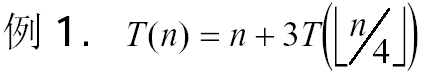 例 1. T(n) = n + 3T(⌊n/4⌋)